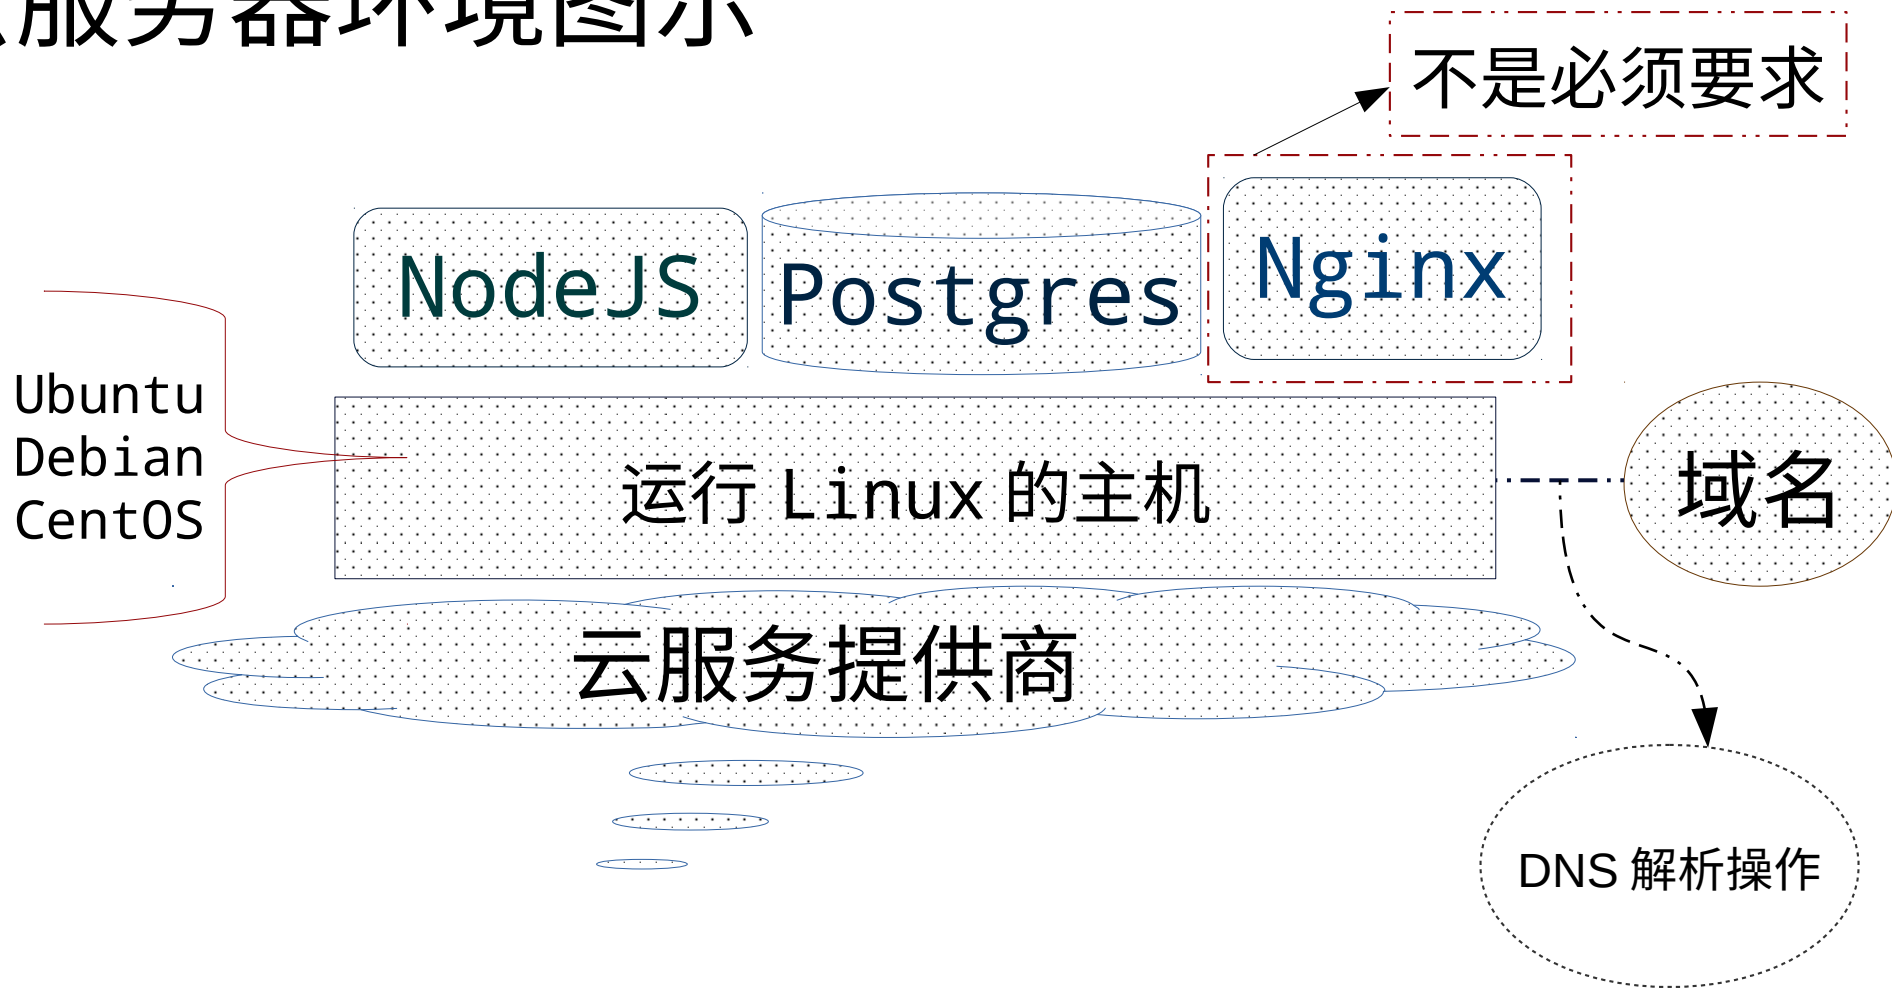 服务器环境图示
不是必须要求
NodeJS
Postgres
Nginx
Ubuntu
Debian
CentOS
运行 Linux 的主机
域名
云服务提供商
DNS 解析操作